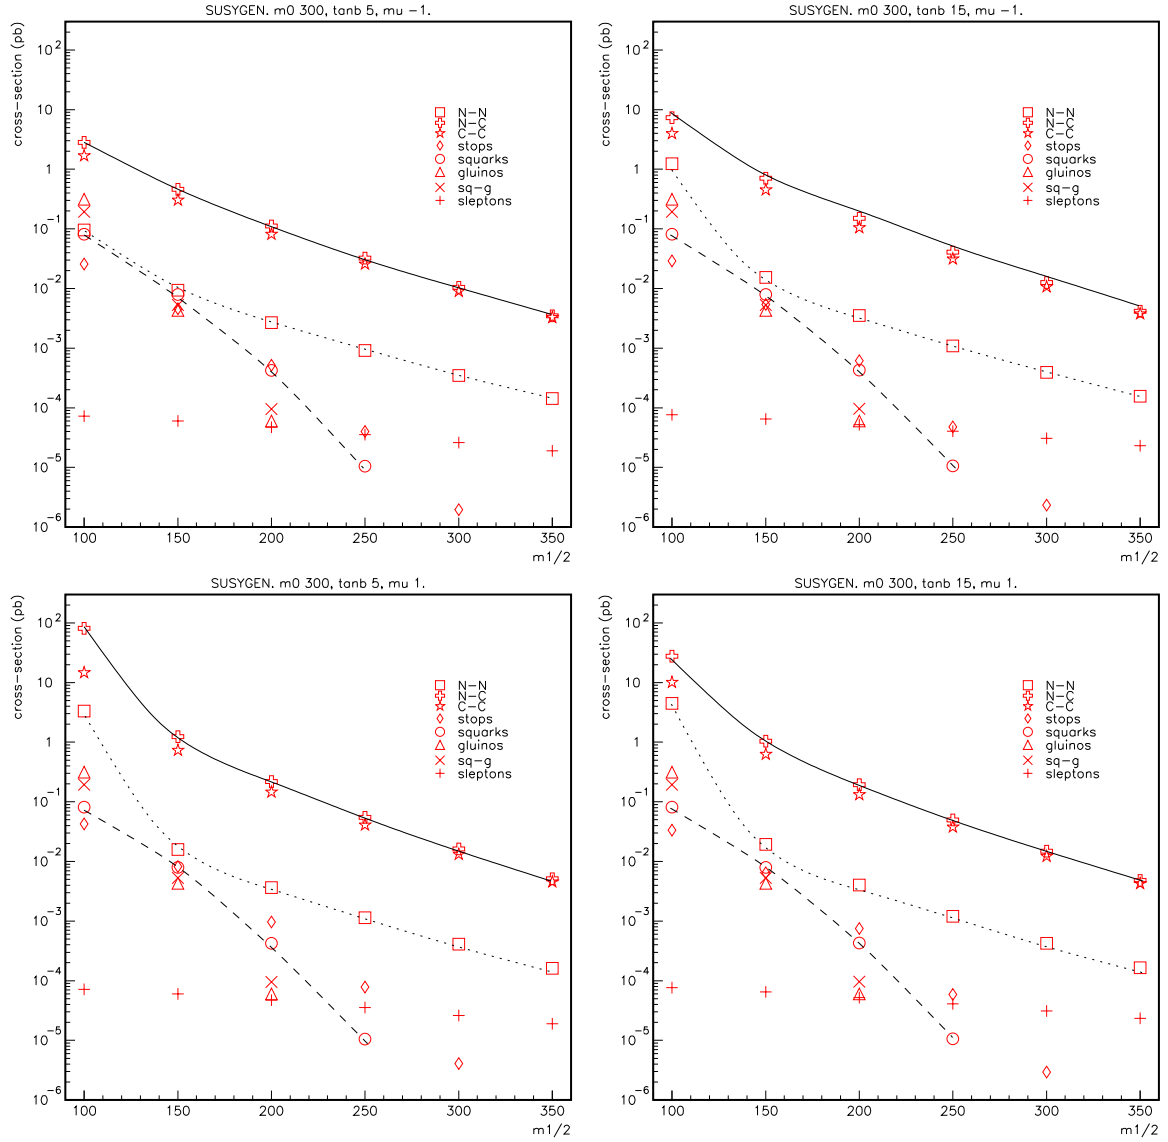 SUSYGEN. m0 300, tanb 5, mu −1.
cross−section (pb)
10^2
10
1
10^−1
10^−2
10^−3
10^−4
10^−5
10^−6
N−N
N−C
C−C
stops
squarks
gluinos
sq−g
sleptons
100 150 200 250 300 350
m1/2
SUSYGEN. m0 300, tanb 15, mu −1.
cross−section (pb)
10^2
10
1
10^−1
10^−2
10^−3
10^−4
10^−5
10^−6
N−N
N−C
C−C
stops
squarks
gluinos
sq−g
sleptons
100 150 200 250 300 350
m1/2
SUSYGEN. m0 300, tanb 5, mu 1.
cross−section (pb)
10^2
10
1
10^−1
10^−2
10^−3
10^−4
10^−5
10^−6
N−N
N−C
C−C
stops
squarks
gluinos
sq−g
sleptons
100 150 200 250 300 350
m1/2
SUSYGEN. m0 300, tanb 15, mu 1.
cross−section (pb)
10^2
10
1
10^−1
10^−2
10^−3
10^−4
10^−5
10^−6
N−N
N−C
C−C
stops
squarks
gluinos
sq−g
sleptons
100 150 200 250 300 350
m1/2